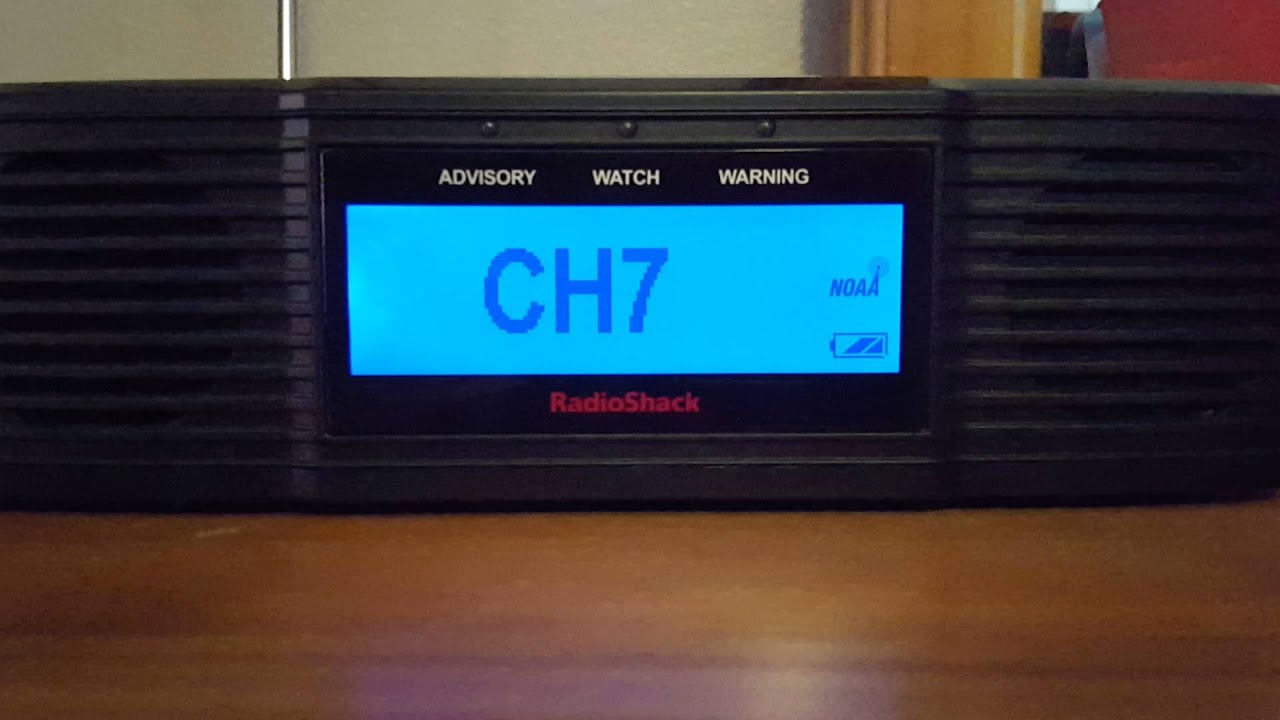 ADVISORY WATCH WARNING
CH7
NOAA
RadioShack